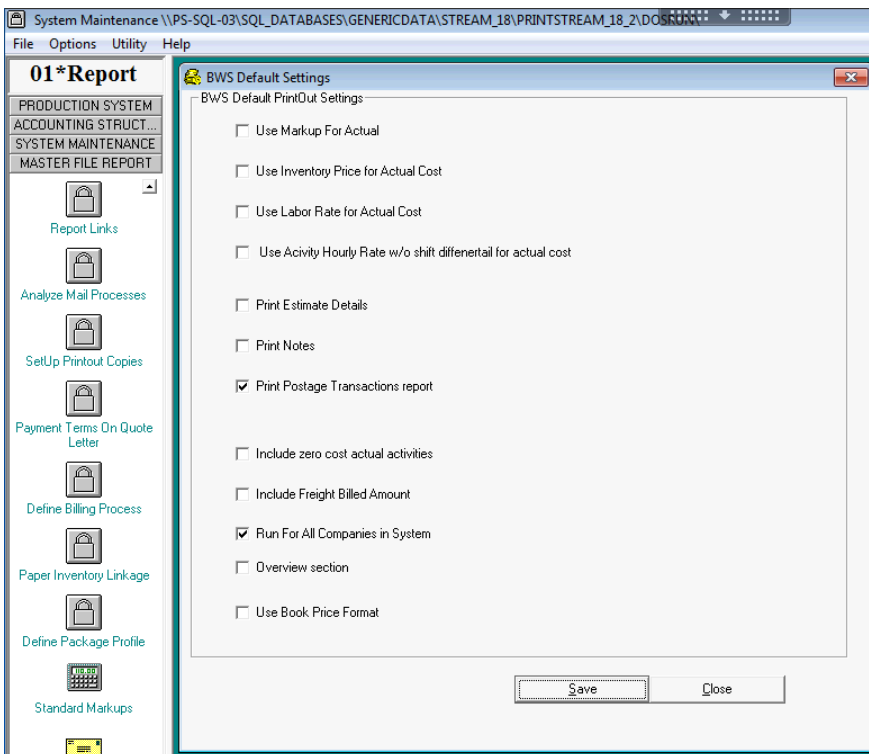 System Maintenance \\PS-SQL-03\SQL_DATABASES\GENERICDATA\STREAM_18\PRINTSTREAM_18_2\DOSRUN\
File Options Utility Help
01*Report
PRODUCTION SYSTEM
ACCOUNTING STRUCT...
SYSTEM MAINTENANCE
MASTER FILE REPORT
Report Links
Analyze Mail Processes
SetUp Printout Copies
Payment Terms On Quote
Letter
Define Billing Process
Paper Inventory Linkage
Define Package Profile
Standard Markups
BWS Default Settings
BWS Default PrintOut Settings
Use Markup For Actual
Use Inventory Price for Actual Cost
Use Labor Rate for Actual Cost
Use Acivity Hourly Rate w/o shift diffenertail for actual cost
Print Estimate Details
Print Notes
Print Postage Transactions report
Include zero cost actual activities
Include Freight Billed Amount
Run For All Companies in System
Overview section
Use Book Price Format
Save
Close